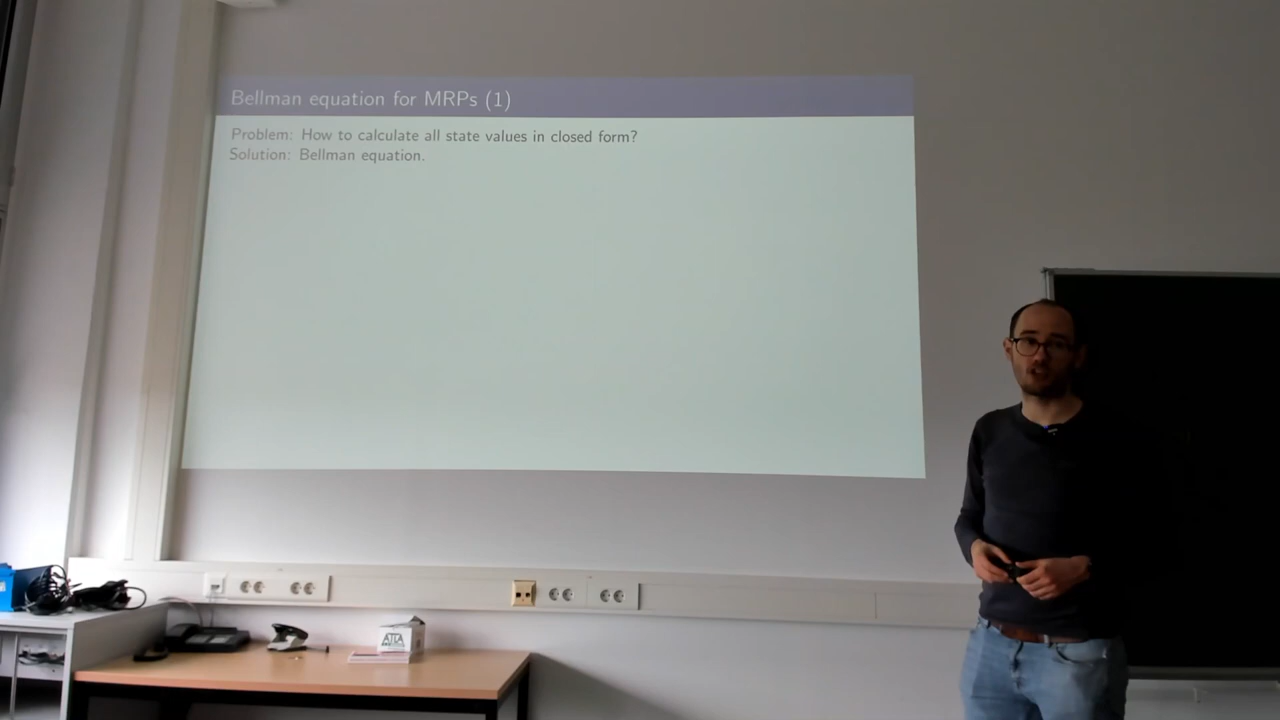 Bellman equation for MRPs (1)
Problem: How to calculate all state values in closed form?
Solution: Bellman equation.